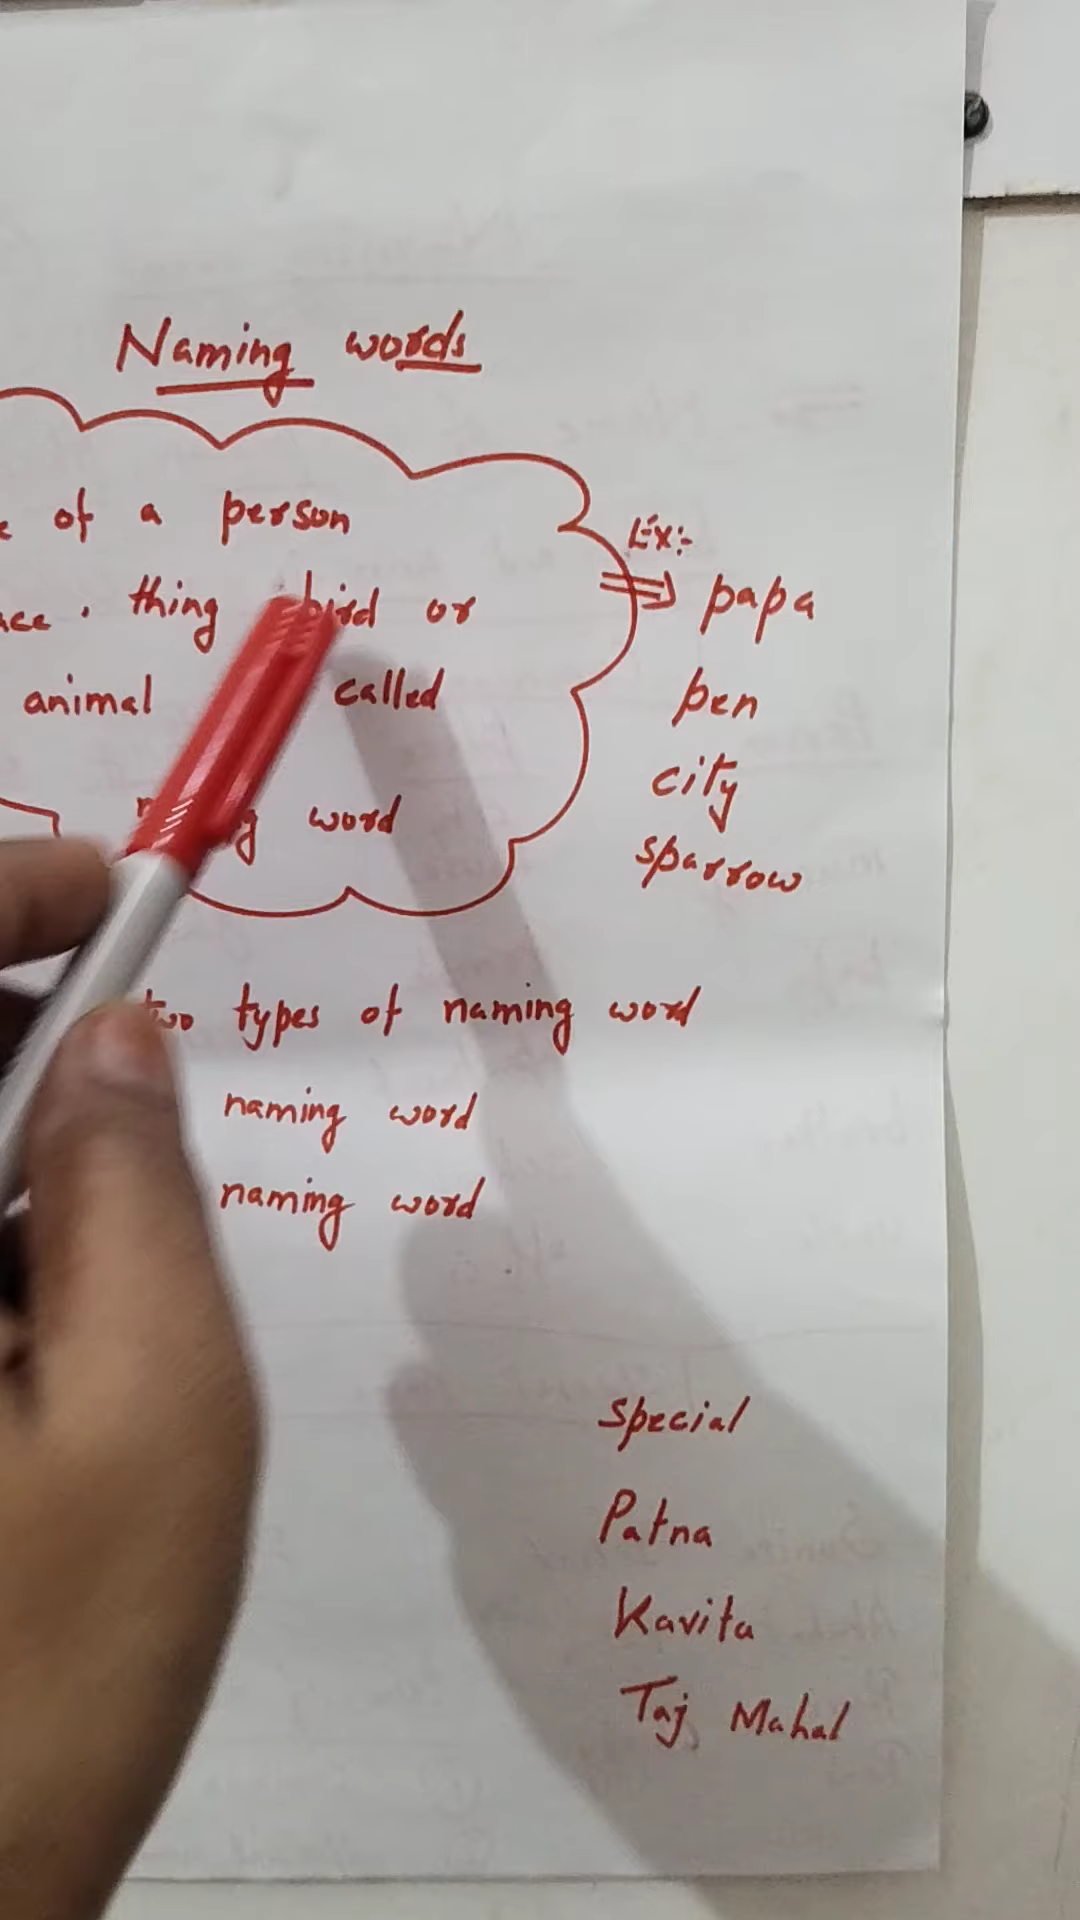 Naming words
of a person
thing bird or
animal called
word
Ex:-
papa
pen
city
sparrow
two types of naming word
naming word
naming word
Special
Patna
Kavita
Taj Mahal